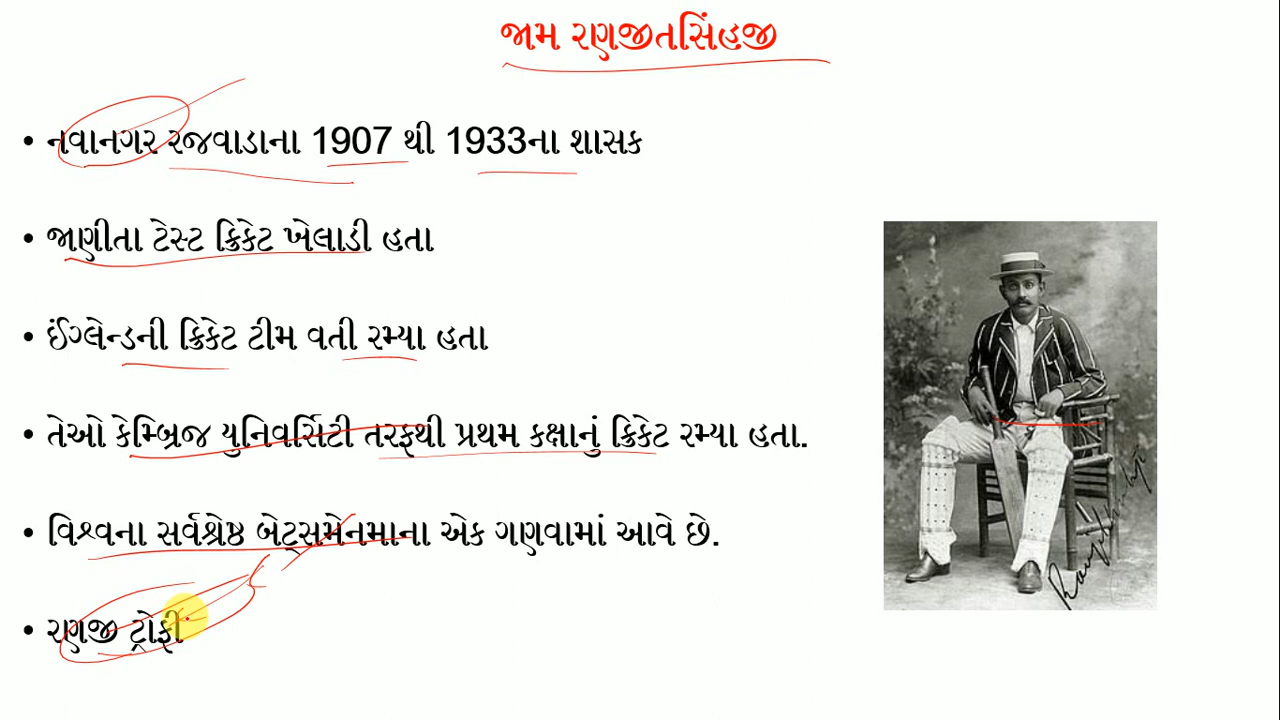 જામ રણજીતસિંહજી
• નવાનગર રજવાડાના 1907 થી 1933ના શાસક
• જાણીતા ટેસ્ટ ક્રિકેટ ખેલાડી હતા
• ઈંગ્લેન્ડની ક્રિકેટ ટીમ વતી રમ્યા હતા
• તેઓ કેમ્બ્રિજ યુનિવર્સિટી તરફથી પ્રથમ કક્ષાનું ક્રિકેટ રમ્યા હતા.
• વિશ્વના સર્વશ્રેષ્ઠ બેટ્સમેનમાના એક ગણવામાં આવે છે.
• રણજી ટ્રોફી